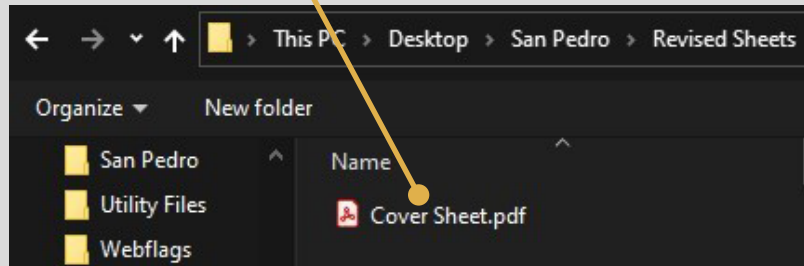 This PC > Desktop > San Pedro > Revised Sheets
Organize New folder
San Pedro Name
Utility Files Cover Sheet.pdf
Webflags